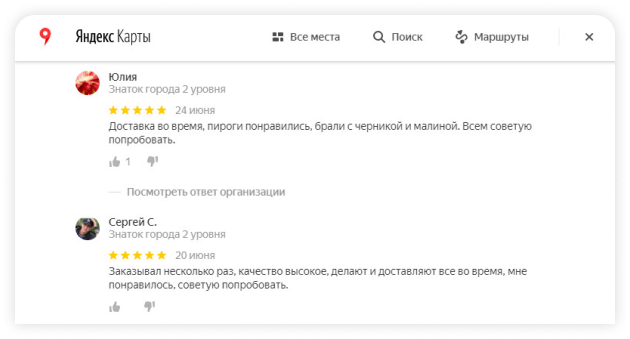 Яндекс Карты
Все места
Поиск
Маршруты
Юлия
Знаток города 2 уровня
24 июня
Доставка во время, пироги понравились, брали с черникой и малиной. Всем советую
попробовать.
1
Посмотреть ответ организации
Сергей С.
Знаток города 2 уровня
20 июня
Заказывал несколько раз, качество высокое, делают и доставляют все во время, мне
понравилось, советую попробовать.